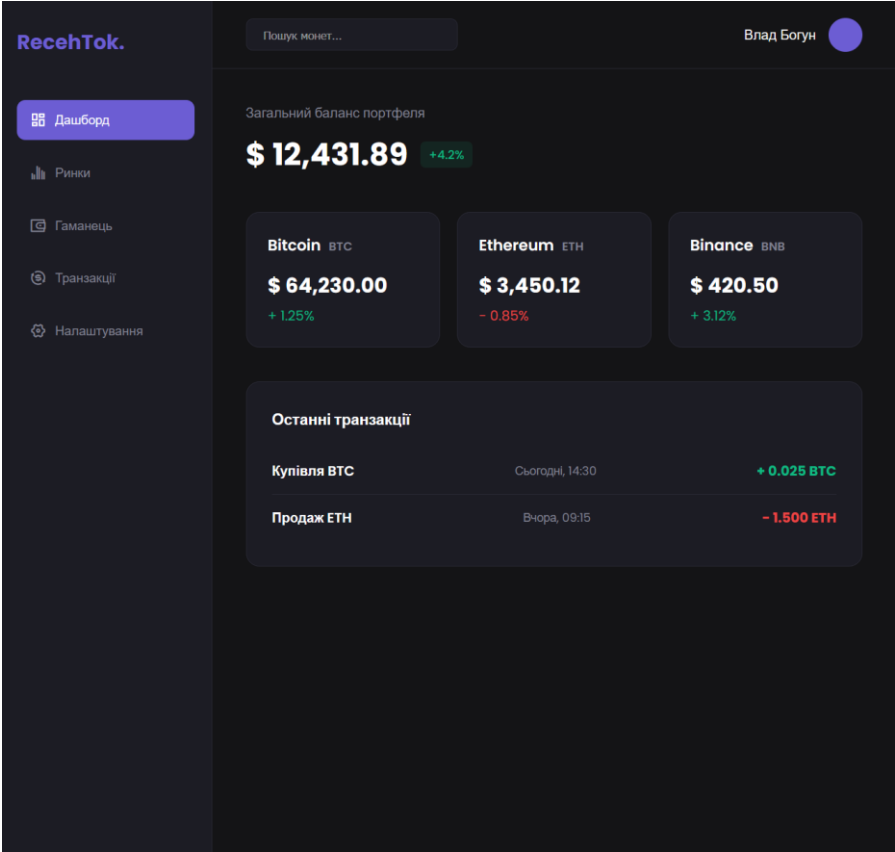 RecehTok.
Дашборд
Ринки
Гаманець
Транзакції
Налаштування
Пошук монет...
Влад Богун
Загальний баланс портфеля
$ 12,431.89 +4.2%
Bitcoin BTC
$ 64,230.00
+ 1.25%
Ethereum ETH
$ 3,450.12
- 0.85%
Binance BNB
$ 420.50
+ 3.12%
Останні транзакції
Купівля BTC Сьогодні, 14:30 + 0.025 BTC
Продаж ETH Вчора, 09:15 - 1.500 ETH